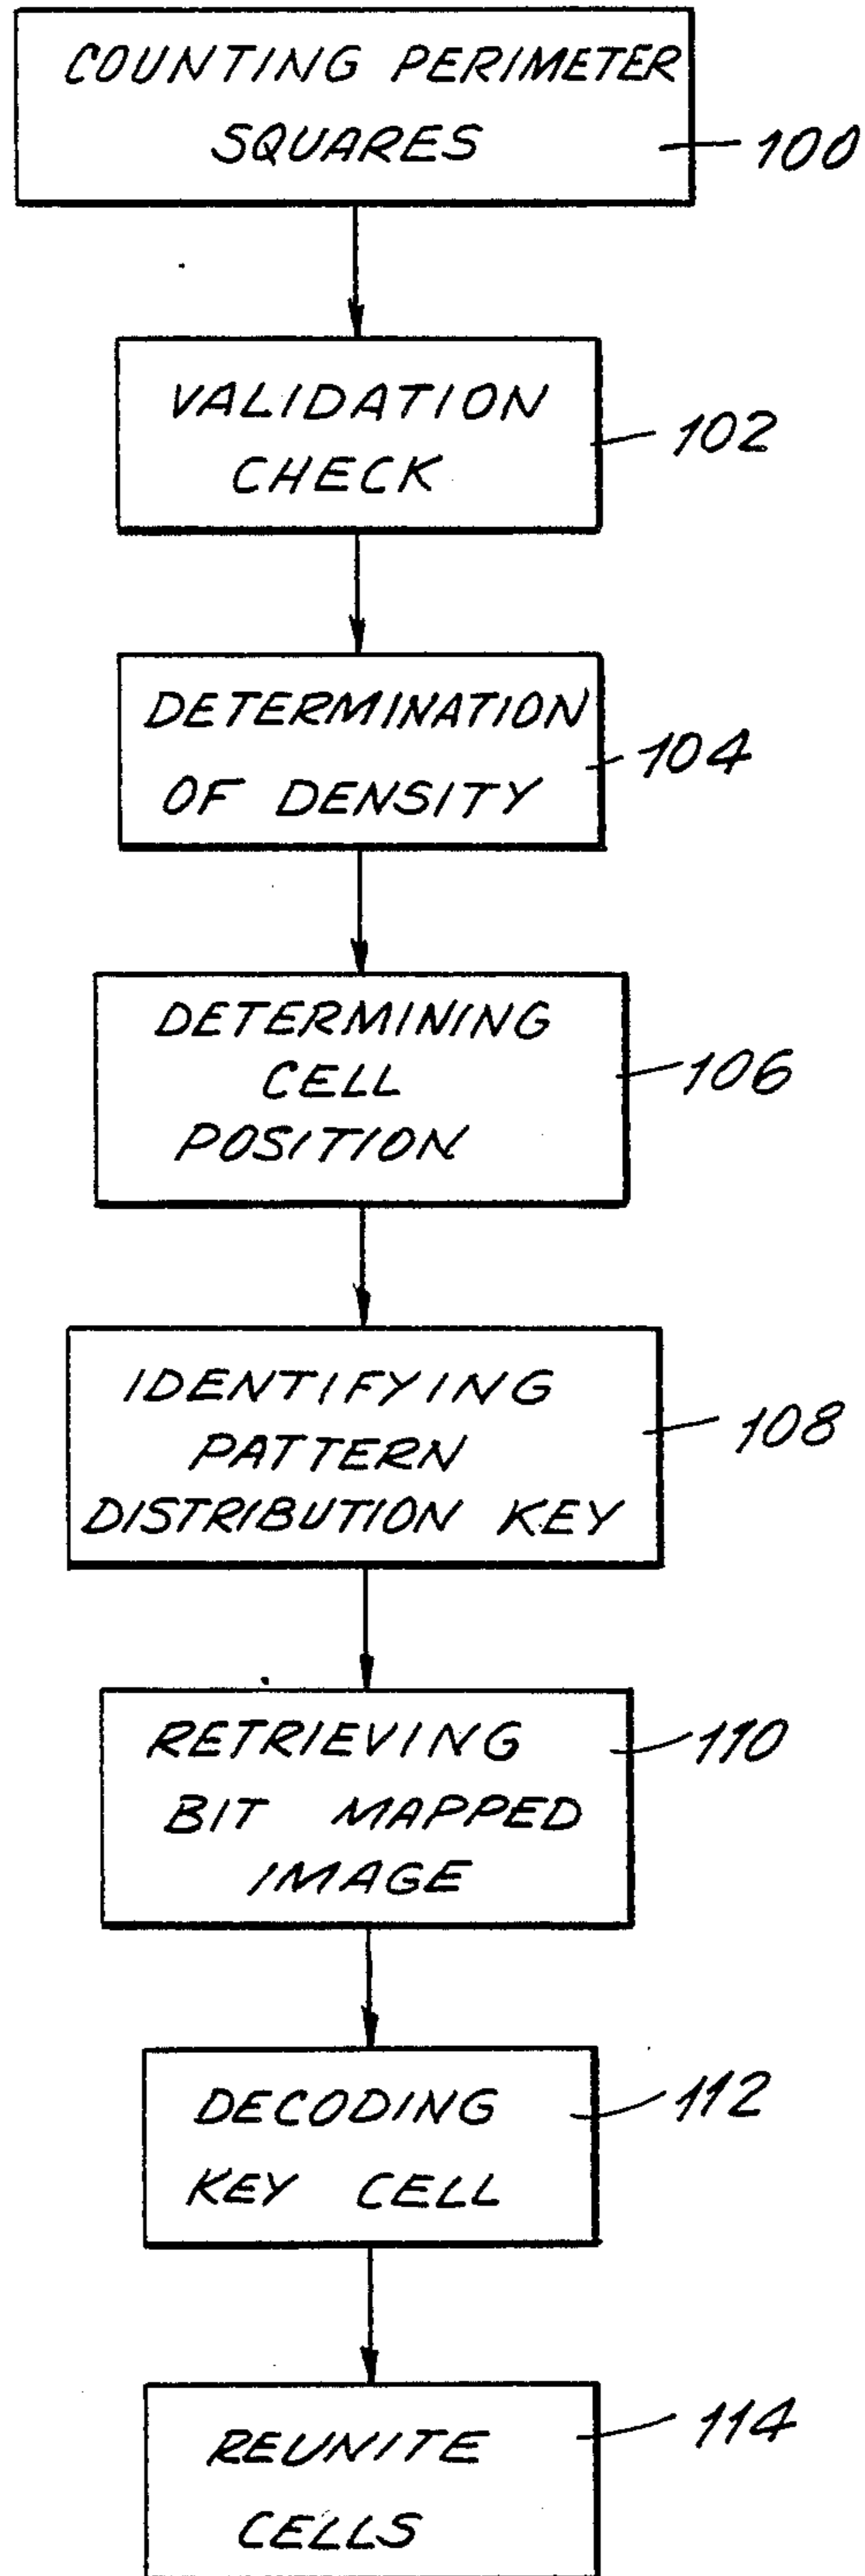 COUNTING PERIMETER
SQUARES
100
VALIDATION
CHECK
102
DETERMINATION
OF DENSITY
104
DETERMINING
CELL
POSITION
106
IDENTIFYING
PATTERN
DISTRIBUTION KEY
108
RETRIEVING
BIT MAPPED
IMAGE
110
DECODING
KEY CELL
112
REUNITE
CELLS
114